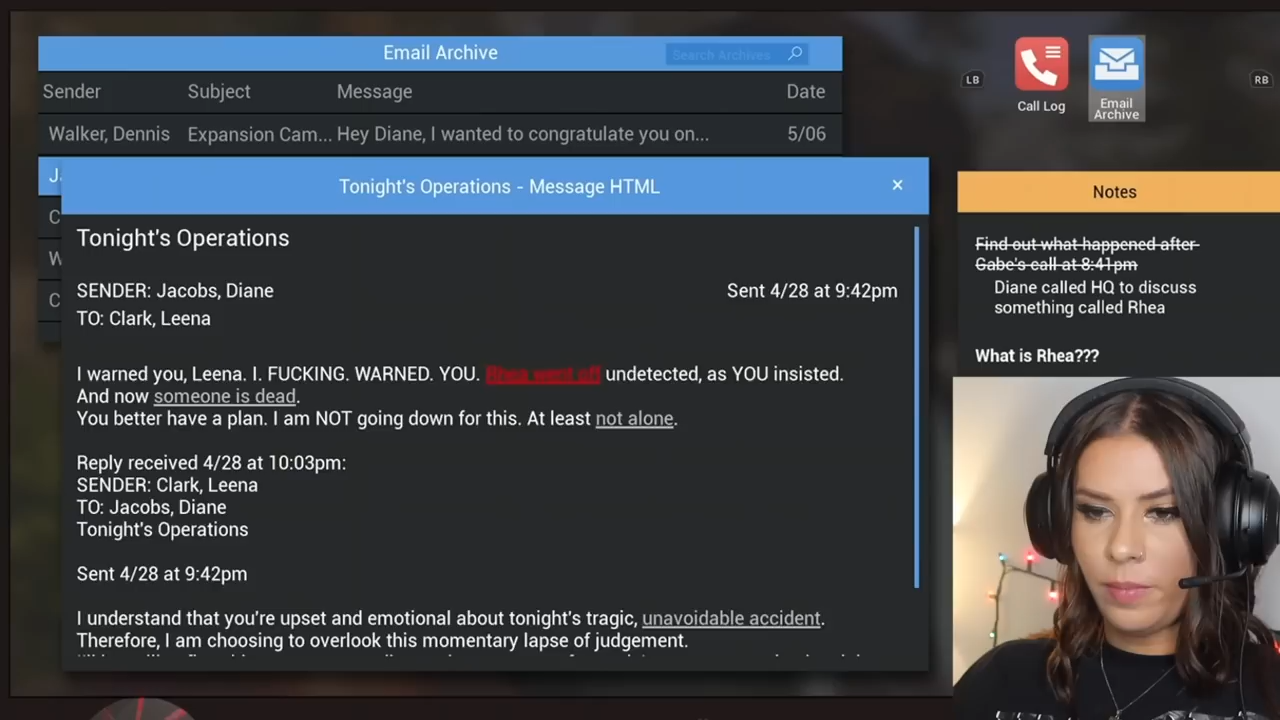 Email Archive
Search Archives
Sender Subject Message Date
Walker, Dennis Expansion Cam... Hey Diane, I wanted to congratulate you on... 5/06
J.
C
W
C
Tonight's Operations - Message HTML ×
Tonight's Operations
SENDER: Jacobs, Diane Sent 4/28 at 9:42pm
TO: Clark, Leena
I warned you, Leena. I. FUCKING. WARNED. YOU. Rhea went off undetected, as YOU insisted.
And now someone is dead.
You better have a plan. I am NOT going down for this. At least not alone.
Reply received 4/28 at 10:03pm:
SENDER: Clark, Leena
TO: Jacobs, Diane
Tonight's Operations
Sent 4/28 at 9:42pm
I understand that you're upset and emotional about tonight's tragic, unavoidable accident.
Therefore, I am choosing to overlook this momentary lapse of judgement.
LB
Call Log
Email
Archive
RB
Notes
Find out what happened after
Gabe's call at 8:41pm
Diane called HQ to discuss
something called Rhea
What is Rhea???